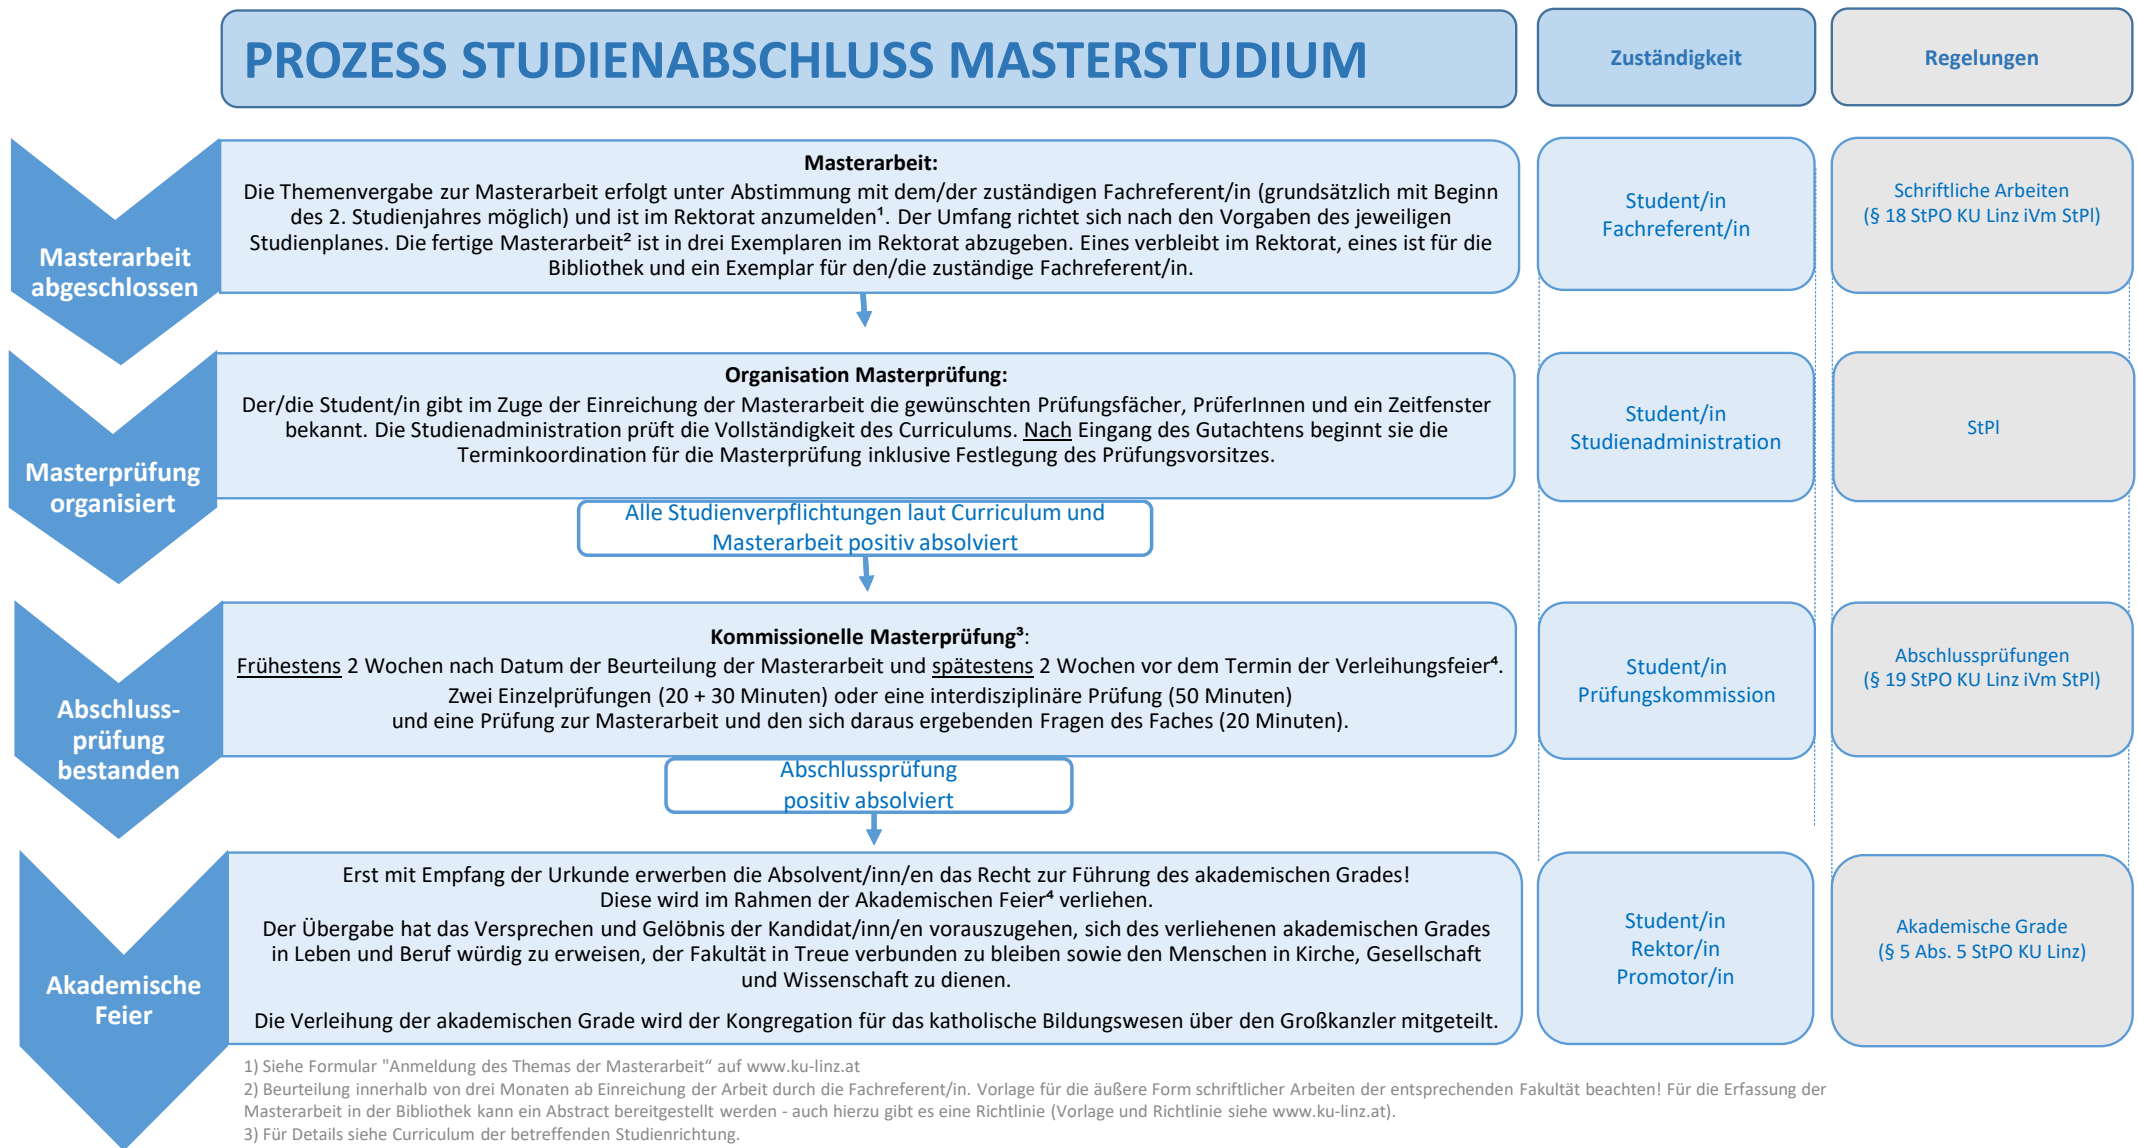 PROZESS STUDIENABSCHLUSS MASTERSTUDIUM
Zuständigkeit
Regelungen
Masterarbeit
abgeschlossen
Masterarbeit:
Die Themenvergabe zur Masterarbeit erfolgt unter Abstimmung mit dem/der zuständigen Fachreferent/in (grundsätzlich mit Beginn
des 2. Studienjahres möglich) und ist im Rektorat anzumelden¹. Der Umfang richtet sich nach den Vorgaben des jeweiligen
Studienplanes. Die fertige Masterarbeit² ist in drei Exemplaren im Rektorat abzugeben. Eines verbleibt im Rektorat, eines ist für die
Bibliothek und ein Exemplar für den/die zuständige Fachreferent/in.
Student/in
Fachreferent/in
Schriftliche Arbeiten
(§ 18 StPO KU Linz iVm StPl)
Masterprüfung
organisiert
Organisation Masterprüfung:
Der/die Student/in gibt im Zuge der Einreichung der Masterarbeit die gewünschten Prüfungsfächer, PrüferInnen und ein Zeitfenster
bekannt. Die Studienadministration prüft die Vollständigkeit des Curriculums. Nach Eingang des Gutachtens beginnt sie die
Terminkoordination für die Masterprüfung inklusive Festlegung des Prüfungsvorsitzes.
Student/in
Studienadministration
StPl
Alle Studienverpflichtungen laut Curriculum und
Masterarbeit positiv absolviert
Abschluss-
prüfung
bestanden
Kommissionelle Masterprüfung³:
Frühestens 2 Wochen nach Datum der Beurteilung der Masterarbeit und spätestens 2 Wochen vor dem Termin der Verleihungsfeier⁴.
Zwei Einzelprüfungen (20 + 30 Minuten) oder eine interdisziplinäre Prüfung (50 Minuten)
und eine Prüfung zur Masterarbeit und den sich daraus ergebenden Fragen des Faches (20 Minuten).
Student/in
Prüfungskommission
Abschlussprüfungen
(§ 19 StPO KU Linz iVm StPl)
Abschlussprüfung
positiv absolviert
Akademische
Feier
Erst mit Empfang der Urkunde erwerben die Absolvent/inn/en das Recht zur Führung des akademischen Grades!
Diese wird im Rahmen der Akademischen Feier⁴ verliehen.
Der Übergabe hat das Versprechen und Gelöbnis der Kandidat/inn/en vorauszugehen, sich des verliehenen akademischen Grades
in Leben und Beruf würdig zu erweisen, der Fakultät in Treue verbunden zu bleiben sowie den Menschen in Kirche, Gesellschaft
und Wissenschaft zu dienen.
Die Verleihung der akademischen Grade wird der Kongregation für das katholische Bildungswesen über den Großkanzler mitgeteilt.
Student/in
Rektor/in
Promotor/in
Akademische Grade
(§ 5 Abs. 5 StPO KU Linz)
1) Siehe Formular "Anmeldung des Themas der Masterarbeit“ auf www.ku-linz.at
2) Beurteilung innerhalb von drei Monaten ab Einreichung der Arbeit durch die Fachreferent/in. Vorlage für die äußere Form schriftlicher Arbeiten der entsprechenden Fakultät beachten! Für die Erfassung der
Masterarbeit in der Bibliothek kann ein Abstract bereitgestellt werden - auch hierzu gibt es eine Richtlinie (Vorlage und Richtlinie siehe www.ku-linz.at).
3) Für Details siehe Curriculum der betreffenden Studienrichtung.